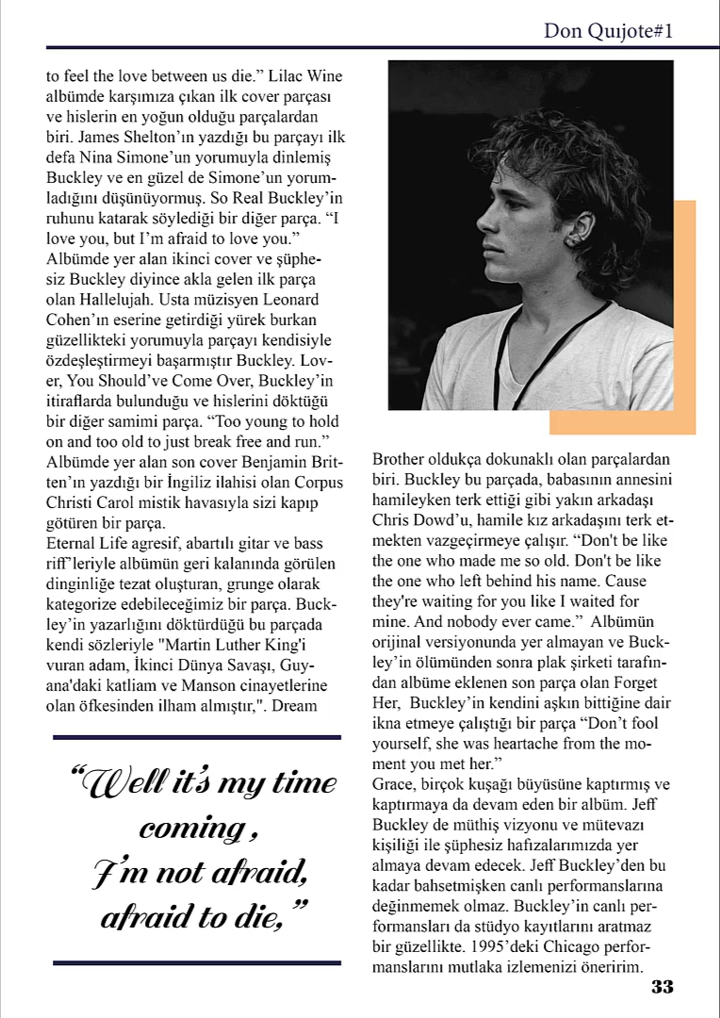 Don Quıjote#1
to feel the love between us die.” Lilac Wine
albümde karşımıza çıkan ilk cover parçası
ve hislerin en yoğun olduğu parçalardan
biri. James Shelton’ın yazdığı bu parçayı ilk
defa Nina Simone’un yorumuyla dinlemiş
Buckley ve en güzel de Simone’un yorum-
ladığını düşünüyormuş. So Real Buckley’in
ruhunu katarak söylediği bir diğer parça. “I
love you, but I’m afraid to love you.”
Albümde yer alan ikinci cover ve şüphe-
siz Buckley diyince akla gelen ilk parça
olan Hallelujah. Usta müzisyen Leonard
Cohen’ın eserine getirdiği yürek burkan
güzellikteki yorumuyla parçayı kendisiyle
özdeşleştirmeyi başarmıştır Buckley. Lov-
er, You Should’ve Come Over, Buckley’in
itiraflarda bulunduğu ve hislerini döktüğü
bir diğer samimi parça. “Too young to hold
on and too old to just break free and run.”
Albümde yer alan son cover Benjamin Brit-
ten’ın yazdığı bir İngiliz ilahisi olan Corpus
Christi Carol mistik havasıyla sizi kapıp
götüren bir parça.
Eternal Life agresif, abartılı gitar ve bass
riff’leriyle albümün geri kalanında görülen
dinginliğe tezat oluşturan, grunge olarak
kategorize edebileceğimiz bir parça. Buck-
ley’in yazarlığını döktürdüğü bu parçada
kendi sözleriyle "Martin Luther King'i
vuran adam, İkinci Dünya Savaşı, Guy-
ana'daki katliam ve Manson cinayetlerine
olan öfkesinden ilham almıştır,". Dream
“Well it’s my time
coming ,
I’m not afraid,
afraid to die,”
Brother oldukça dokunaklı olan parçalardan
biri. Buckley bu parçada, babasının annesini
hamileyken terk ettiği gibi yakın arkadaşı
Chris Dowd’u, hamile kız arkadaşını terk et-
mekten vazgeçirmeye çalışır. “Don't be like
the one who made me so old. Don't be like
the one who left behind his name. Cause
they're waiting for you like I waited for
mine. And nobody ever came.”  Albümün
orijinal versiyonunda yer almayan ve Buck-
ley’in ölümünden sonra plak şirketi tarafın-
dan albüme eklenen son parça olan Forget
Her,  Buckley’in kendini aşkın bittiğine dair
ikna etmeye çalıştığı bir parça “Don’t fool
yourself, she was heartache from the mo-
ment you met her.”
Grace, birçok kuşağı büyüsüne kaptırmış ve
kaptırmaya da devam eden bir albüm. Jeff
Buckley de müthiş vizyonu ve mütevazı
kişiliği ile şüphesiz hafızalarımızda yer
almaya devam edecek. Jeff Buckley’den bu
kadar bahsetmişken canlı performanslarına
değinmemek olmaz. Buckley’in canlı per-
formansları da stüdyo kayıtlarını aratmaz
bir güzellikte. 1995’deki Chicago perfor-
manslarını mutlaka izlemenizi öneririm.
33